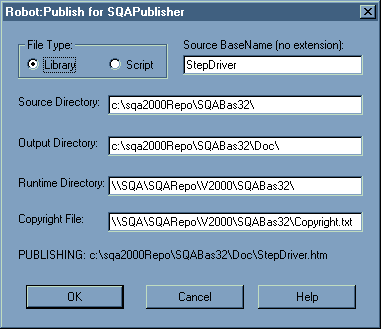 Robot:Publish for SQAPublisher
File Type:
Library
Script
Source BaseName (no extension):
StepDriver
Source Directory:
c:\sqa2000Repo\SQABas32\
Output Directory:
c:\sqa2000Repo\SQABas32\Doc\
Runtime Directory:
\\SQA\SQARepo\V2000\SQABas32\
Copyright File:
\\SQA\SQARepo\V2000\SQABas32\Copyright.txt
PUBLISHING: c:\sqa2000Repo\SQABas32\Doc\StepDriver.htm
OK
Cancel
Help